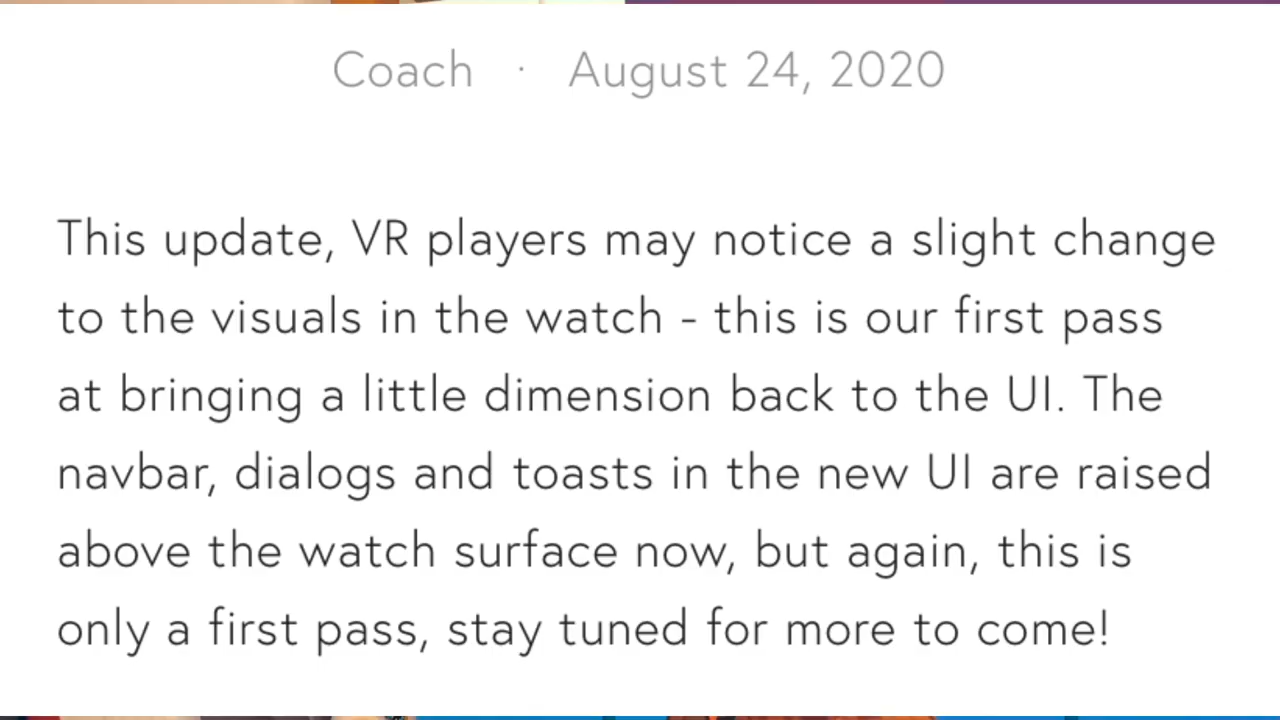 Coach · August 24, 2020
This update, VR players may notice a slight change
to the visuals in the watch - this is our first pass
at bringing a little dimension back to the UI. The
navbar, dialogs and toasts in the new UI are raised
above the watch surface now, but again, this is
only a first pass, stay tuned for more to come!